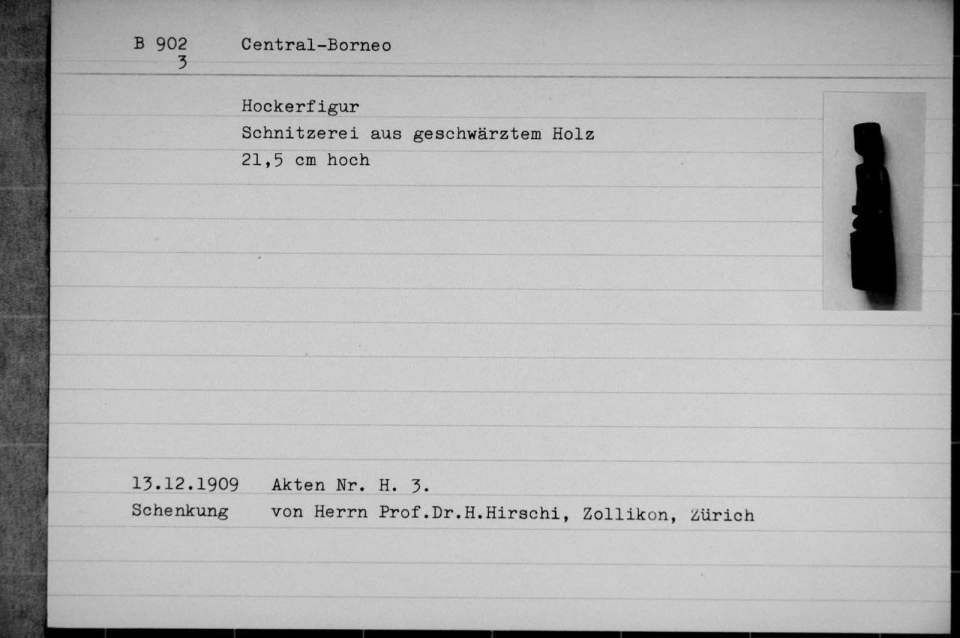 B 902 Central-Borneo
3
Hockerfigur
Schnitzerei aus geschwärztem Holz
21,5 cm hoch
13.12.1909 Akten Nr. H. 3.
Schenkung von Herrn Prof.Dr.H.Hirschi, Zollikon, Zürich